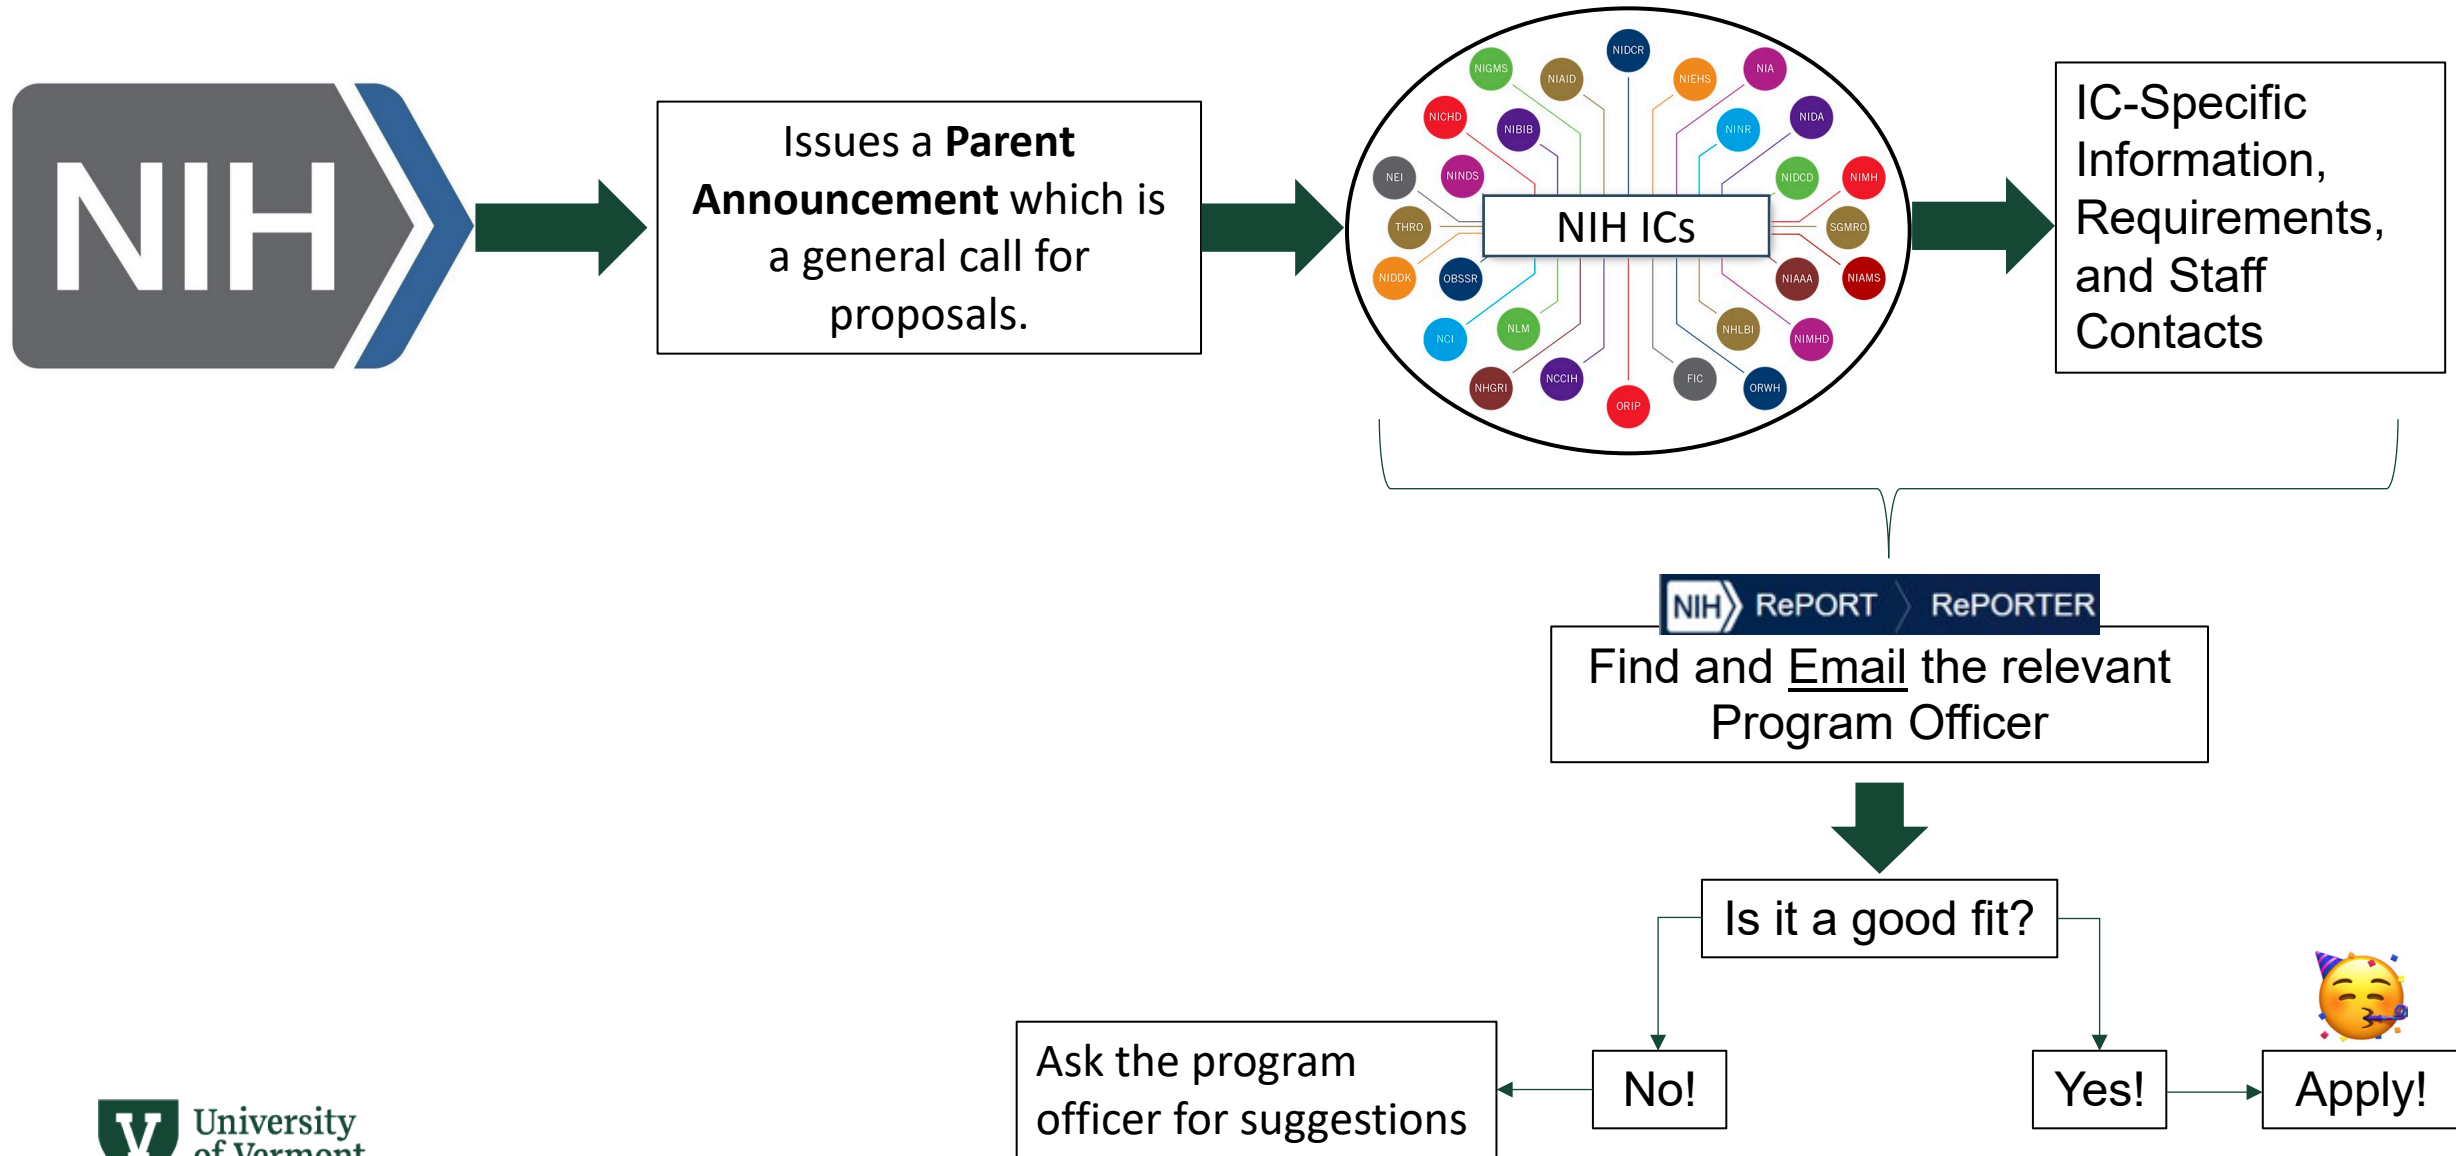 NIH
Issues a Parent
Announcement which is
a general call for
proposals.
NIDCR
NIGMS
NIAID
NIEHS
NIA
NICHD
NIBIB
NINR
NIDA
NEI
NINDS
NIDCD
NIMH
THRO
NIH ICs
SGMRO
NIDDK
OBSSR
NIAAA
NIAMS
NCI
NLM
NHLBI
NIMHD
NHGRI
NCCIH
FIC
ORWH
ORIP
IC-Specific
Information,
Requirements,
and Staff
Contacts
NIH RePORT RePORTER
Find and Email the relevant
Program Officer
Is it a good fit?
Ask the program
officer for suggestions
No!
Yes!
Apply!
V University
of Vermont